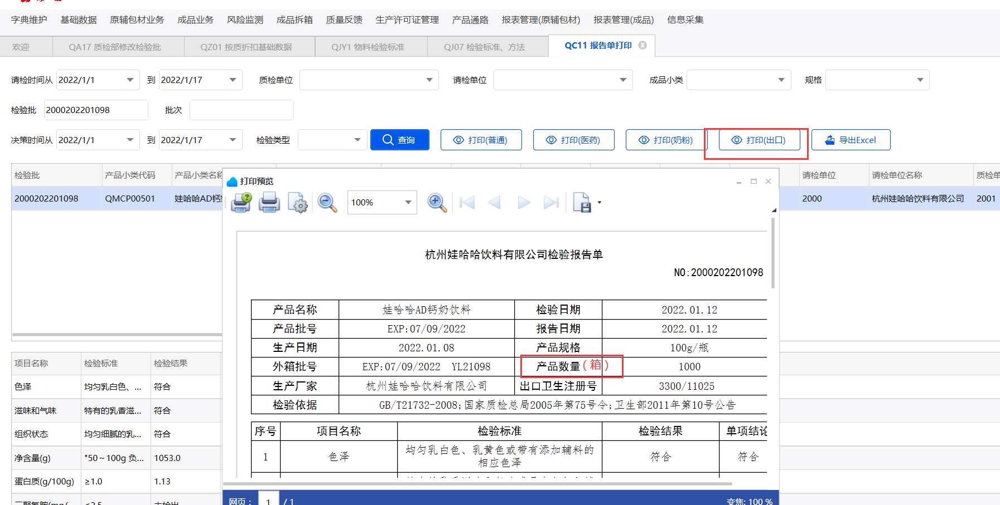 字典维护 基础数据 原辅包材业务 成品业务 风险监测 成品拆箱 质量反馈 生产许可证管理 产品通路 报表管理(原辅包材) 报表管理(成品) 信息采集
欢迎 QA17 质检部修改检验批 QZ01 按质折扣基础数据 QJY1 物料检验标准 QJ07 检验标准、方法 QC11 报告单打印
请检时间从 2022/1/1 到 2022/1/17 质检单位 请检单位 成品小类 规格
检验批 2000202201098 批次
决策时间从 2022/1/1 到 2022/1/17 检验类型 查询 打印(普通) 打印(医药) 打印(奶粉) 打印(出口) 导出Excel
检验批 产品小类代码 产品小类名称 请检单位 请检单位名称 质检单
2000202201098 QMCP00501 娃哈哈AD钙 2000 杭州娃哈哈饮料有限公司 2001
打印预览
100%
杭州娃哈哈饮料有限公司检验报告单
NO:2000202201098
产品名称 娃哈哈AD钙奶饮料 检验日期 2022.01.12
产品批号 EXP:07/09/2022 报告日期 2022.01.12
生产日期 2022.01.08 产品规格 100g/瓶
外箱批号 EXP:07/09/2022 YL21098 产品数量(箱) 1000
生产厂家 杭州娃哈哈饮料有限公司 出口卫生注册号 3300/11025
检验依据 GB/T21732-2008;国家质检总局2005年第75号令;卫生部2011年第10号公告
序号 项目名称 检验标准 检验结果 单项结论
1 色泽 均匀乳白色、乳黄色或带有添加辅料的
相应色泽 符合 符合
网页： 1 / 1 变焦: 100 %
项目名称 检验标准 检验结果
色泽 均匀乳白色、... 符合
滋味和气味 特有的乳香滋... 符合
组织状态 均匀细腻的乳... 符合
净含量(g) "50～100g 负... 1053.0
蛋白质(g/100g) ≥1.0 1.13